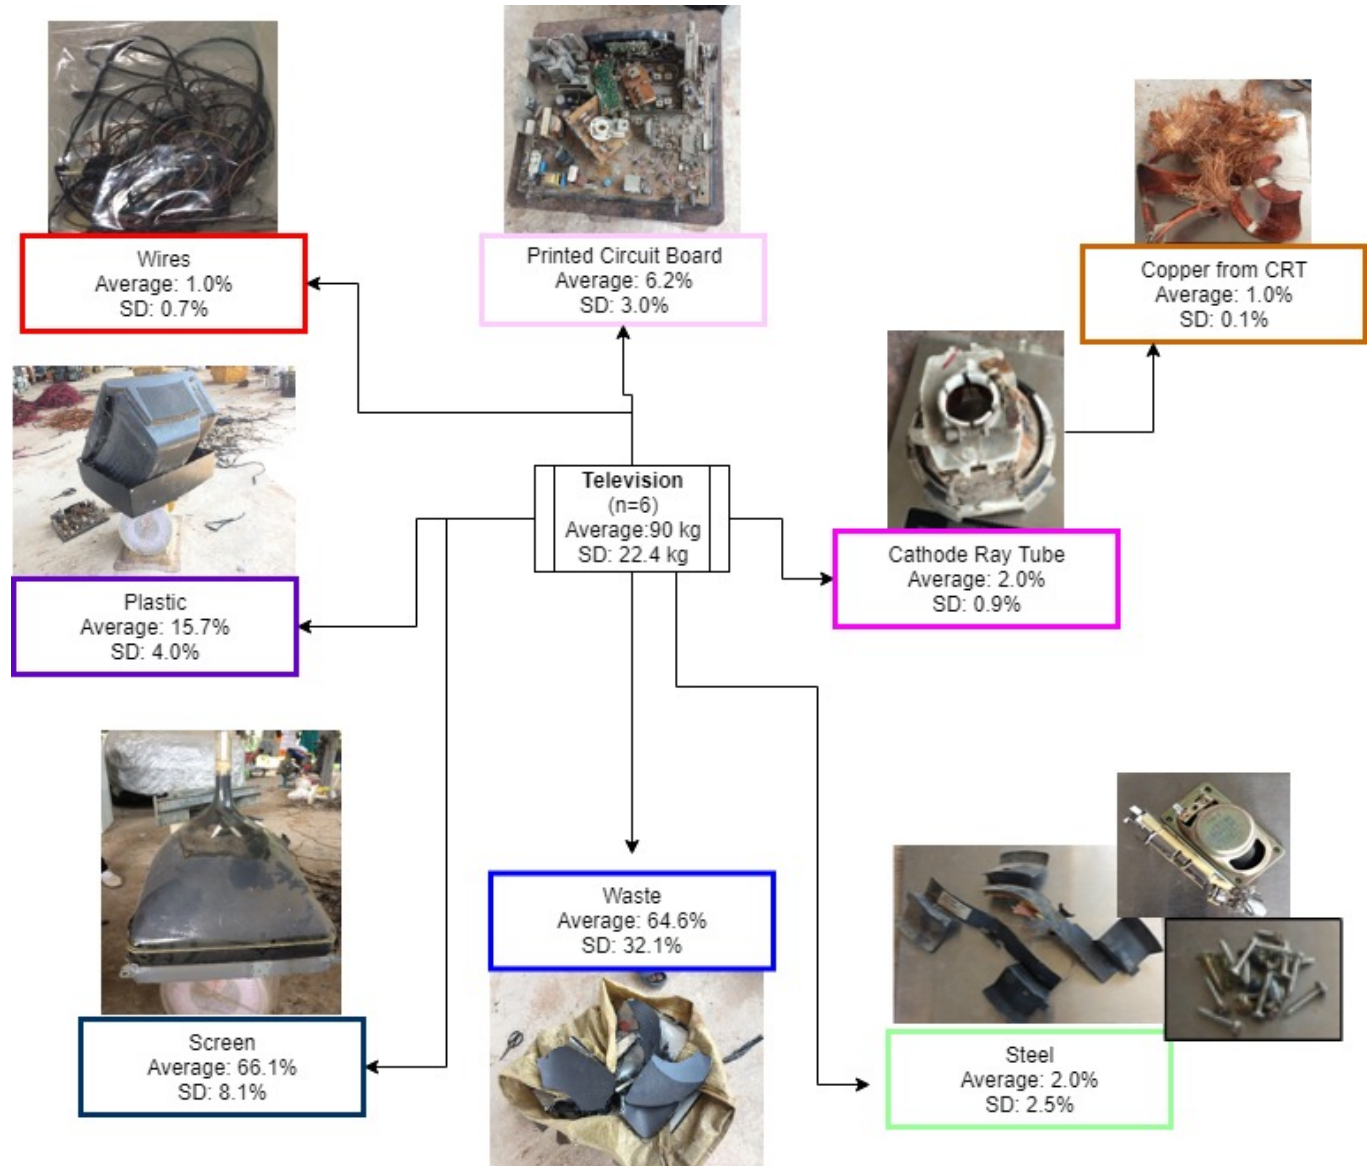 Wires
Average: 1.0%
SD: 0.7%
Printed Circuit Board
Average: 6.2%
SD: 3.0%
Copper from CRT
Average: 1.0%
SD: 0.1%
Television
(n=6)
Average:90 kg
SD: 22.4 kg
Cathode Ray Tube
Average: 2.0%
SD: 0.9%
Plastic
Average: 15.7%
SD: 4.0%
Waste
Average: 64.6%
SD: 32.1%
Screen
Average: 66.1%
SD: 8.1%
Steel
Average: 2.0%
SD: 2.5%